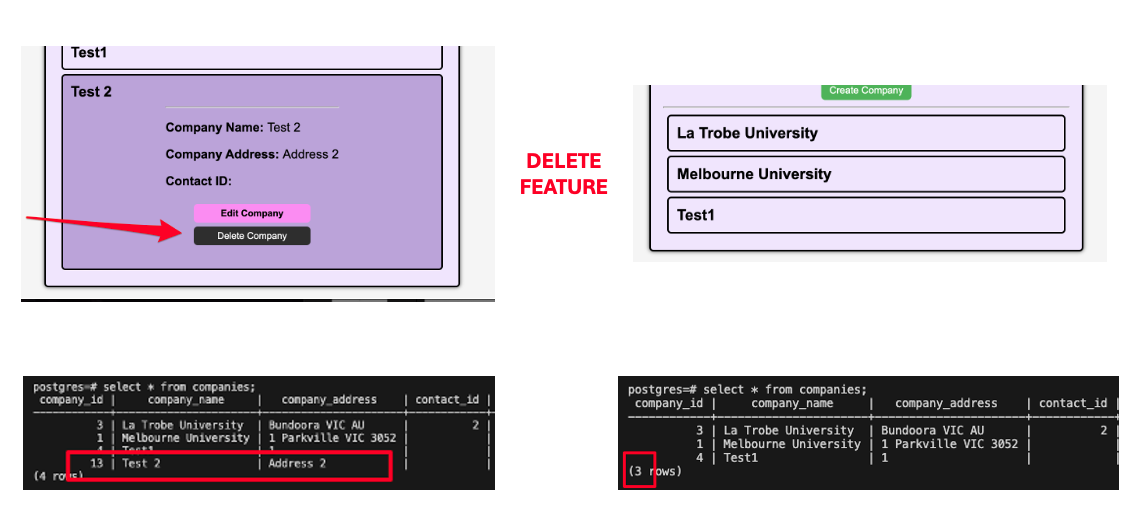 Test1
Test 2
Company Name: Test 2
Company Address: Address 2
Contact ID:
Edit Company
Delete Company
DELETE
FEATURE
Create Company
La Trobe University
Melbourne University
Test1
postgres=# select * from companies;
company_id | company_name | company_address | contact_id |
3 | La Trobe University | Bundoora VIC AU | 2 |
1 | Melbourne University | 1 Parkville VIC 3052 | |
4 | Test1 | 1 | |
13 | Test 2 | Address 2 | |
(4 rows)
postgres=# select * from companies;
company_id | company_name | company_address | contact_id |
3 | La Trobe University | Bundoora VIC AU | 2 |
1 | Melbourne University | 1 Parkville VIC 3052 | |
4 | Test1 | 1 | |
(3 rows)